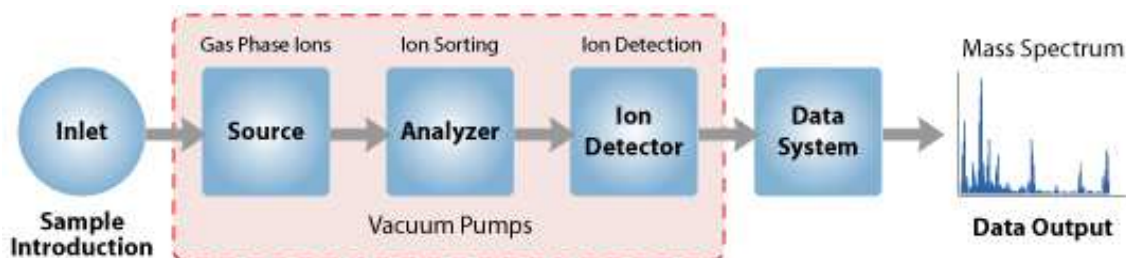 Gas Phase Ions
Ion Sorting
Ion Detection
Mass Spectrum
Inlet
Source
Analyzer
Ion
Detector
Data
System
Sample
Introduction
Vacuum Pumps
Data Output